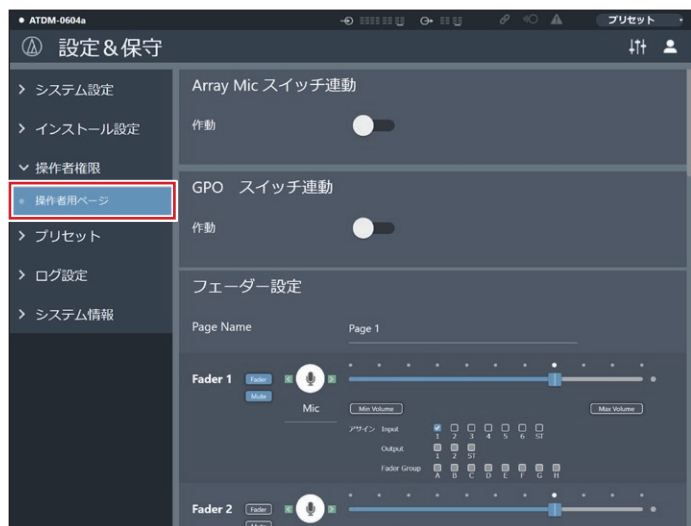 ATDM-0604a
プリセット
設定&保守
システム設定
インストール設定
操作者権限
操作者用ページ
プリセット
ログ設定
システム情報
Array Mic スイッチ連動
作動
GPO スイッチ連動
作動
フェーダー設定
Page Name Page 1
Fader 1 Fader
Mute
Mic
Min Volume Max Volume
アサイン Input
1 2 3 4 5 6 ST
Output
1 2 ST
Fader Group
A B C D E F G H
Fader 2 Fader
Mute